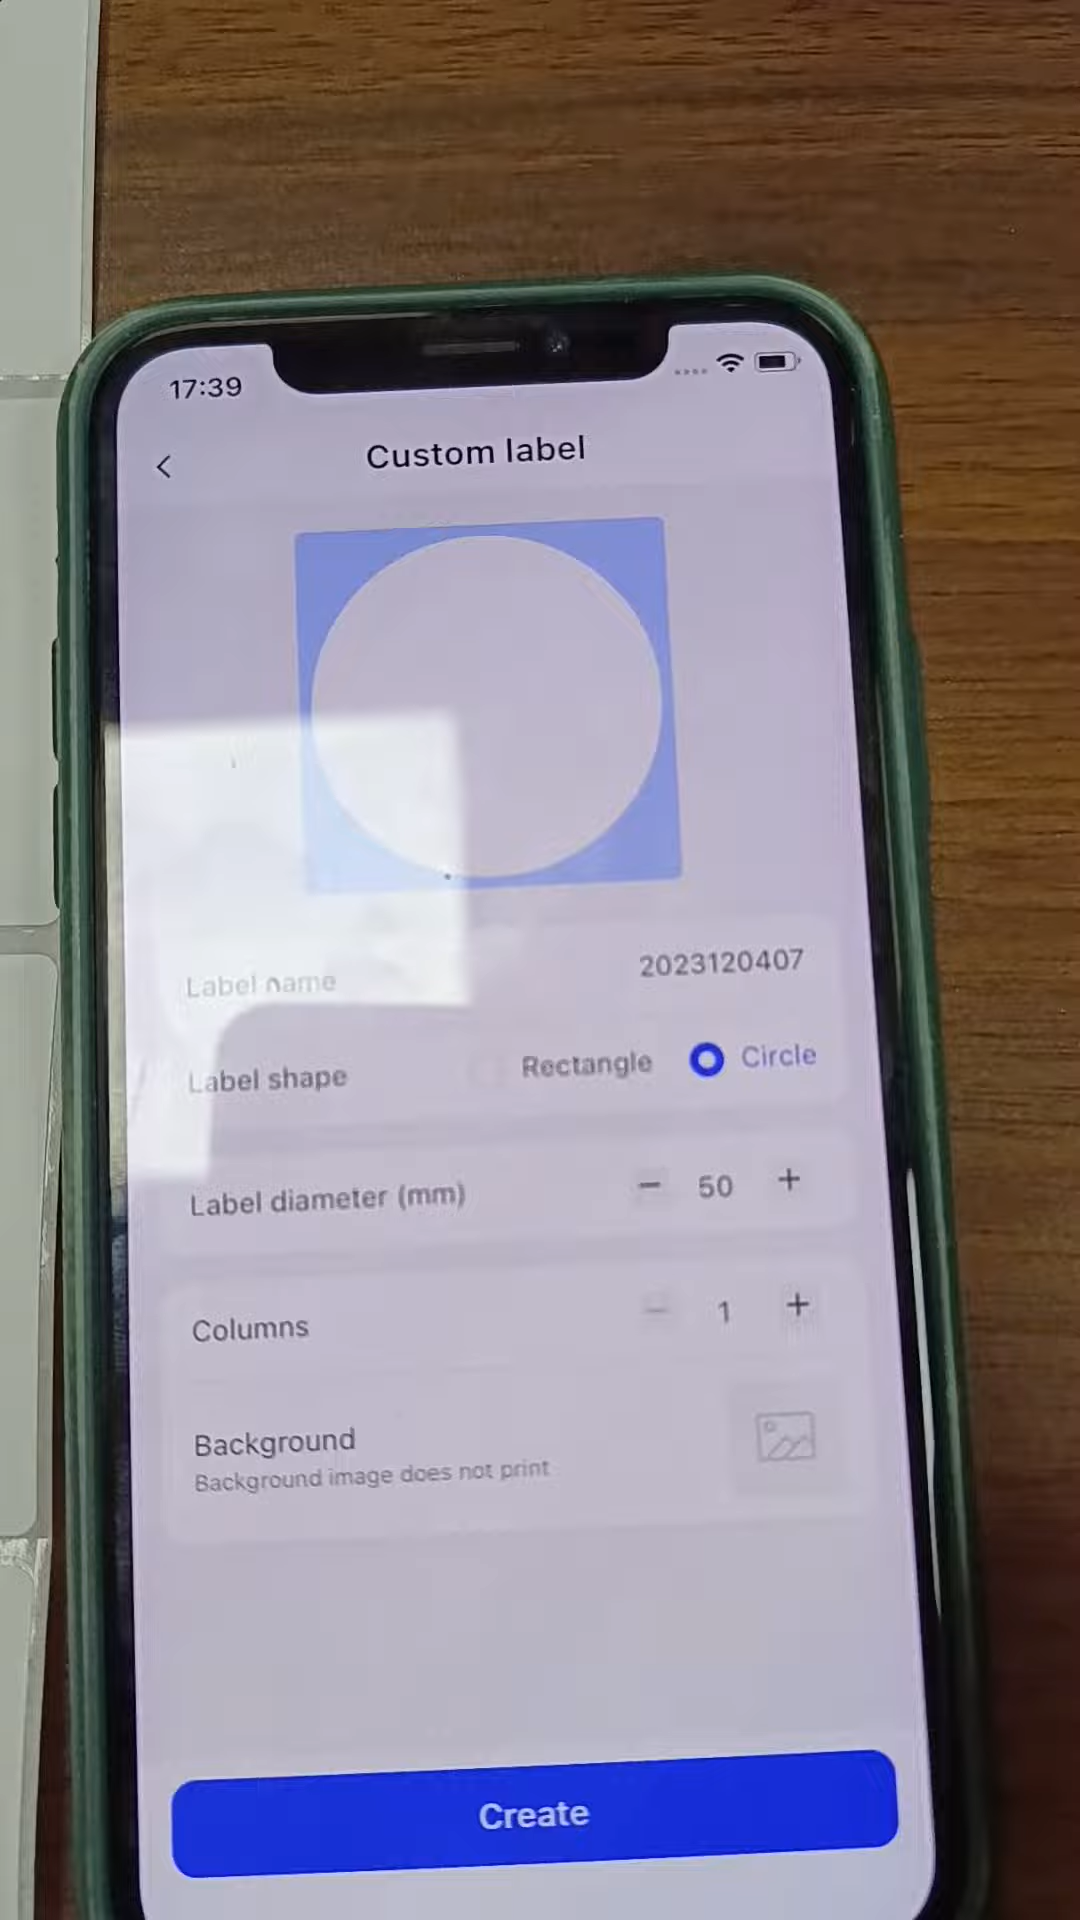 17:39
Custom label
Label name 2023120407
Label shape Rectangle Circle
Label diameter (mm) − 50 +
Columns − 1 +
Background
Background image does not print
Create